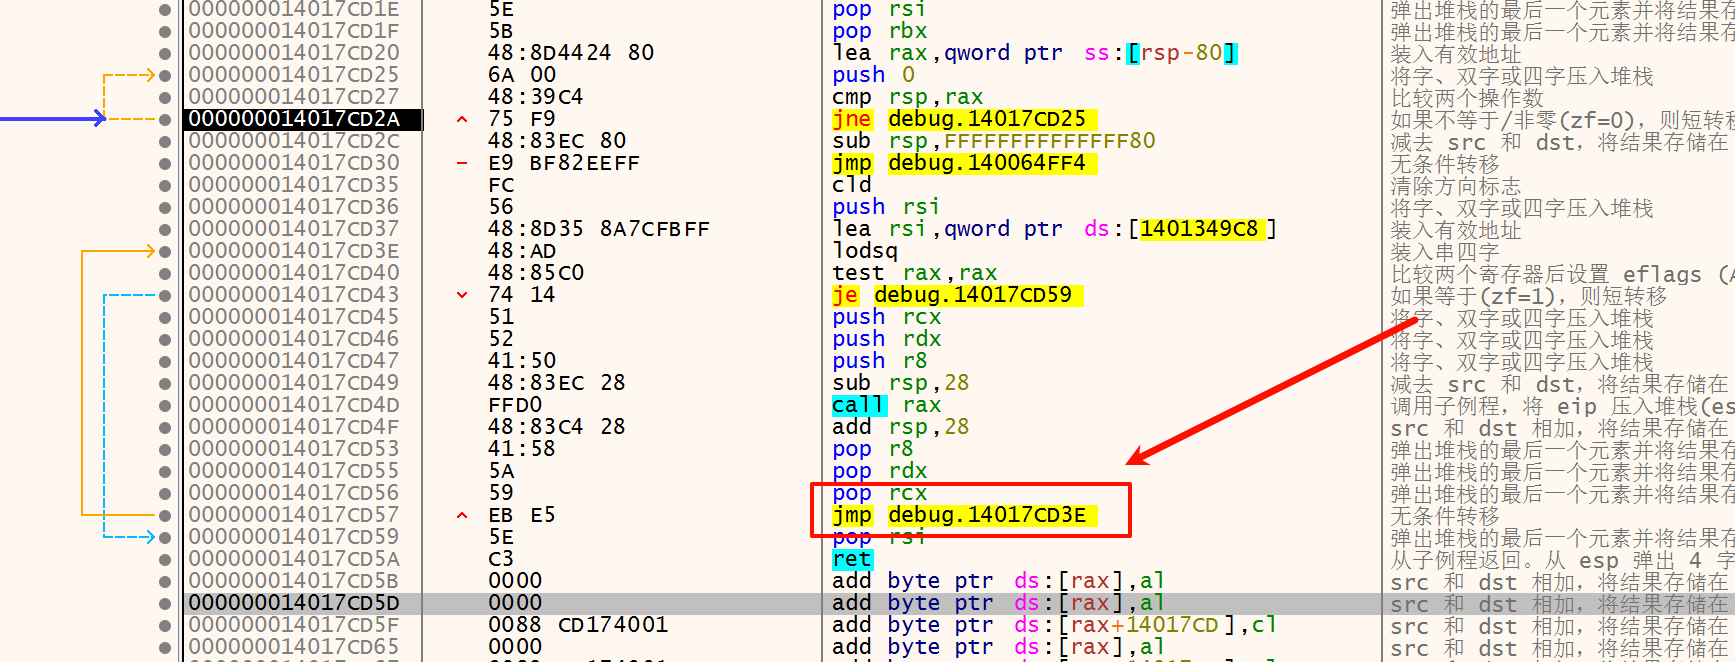 000000014017CD1E 5E pop rsi 弹出堆栈的最后一个元素并将结果存
000000014017CD1F 5B pop rbx 弹出堆栈的最后一个元素并将结果存
000000014017CD20 48:8D4424 80 lea rax,qword ptr ss:[rsp-80] 装入有效地址
000000014017CD25 6A 00 push 0 将字、双字或四字压入堆栈
000000014017CD27 48:39C4 cmp rsp,rax 比较两个操作数
000000014017CD2A 75 F9 jne debug.14017CD25 如果不等于/非零(zf=0), 则短转移
000000014017CD2C 48:83EC 80 sub rsp,FFFFFFFFFFFFFF80 减去 src 和 dst, 将结果存储在
000000014017CD30 E9 BF82EEFF jmp debug.140064FF4 无条件转移
000000014017CD35 FC cld 清除方向标志
000000014017CD36 56 push rsi 将字、双字或四字压入堆栈
000000014017CD37 48:8D35 8A7CFBFF lea rsi,qword ptr ds:[1401349C8] 装入有效地址
000000014017CD3E 48:AD lodsq 装入串四字
000000014017CD40 48:85C0 test rax,rax 比较两个寄存器后设置 eflags (A
000000014017CD43 74 14 je debug.14017CD59 如果等于(zf=1), 则短转移
000000014017CD45 51 push rcx 将字、双字或四字压入堆栈
000000014017CD46 52 push rdx 将字、双字或四字压入堆栈
000000014017CD47 41:50 push r8 将字、双字或四字压入堆栈
000000014017CD49 48:83EC 28 sub rsp,28 减去 src 和 dst, 将结果存储在
000000014017CD4D FFD0 call rax 调用子例程, 将 eip 压入堆栈(es
000000014017CD4F 48:83C4 28 add rsp,28 src 和 dst 相加, 将结果存储在
000000014017CD53 41:58 pop r8 弹出堆栈的最后一个元素并将结果存
000000014017CD55 5A pop rdx 弹出堆栈的最后一个元素并将结果存
000000014017CD56 59 pop rcx 弹出堆栈的最后一个元素并将结果存
000000014017CD57 EB E5 jmp debug.14017CD3E 无条件转移
000000014017CD59 5E pop rsi 弹出堆栈的最后一个元素并将结果存
000000014017CD5A C3 ret 从子例程返回。从 esp 弹出 4 字
000000014017CD5B 0000 add byte ptr ds:[rax],al src 和 dst 相加, 将结果存储在
000000014017CD5D 0000 add byte ptr ds:[rax],al src 和 dst 相加, 将结果存储在
000000014017CD5F 0088 CD174001 add byte ptr ds:[rax+14017CD],cl src 和 dst 相加, 将结果存储在
000000014017CD65 0000 add byte ptr ds:[rax],al src 和 dst 相加, 将结果存储在